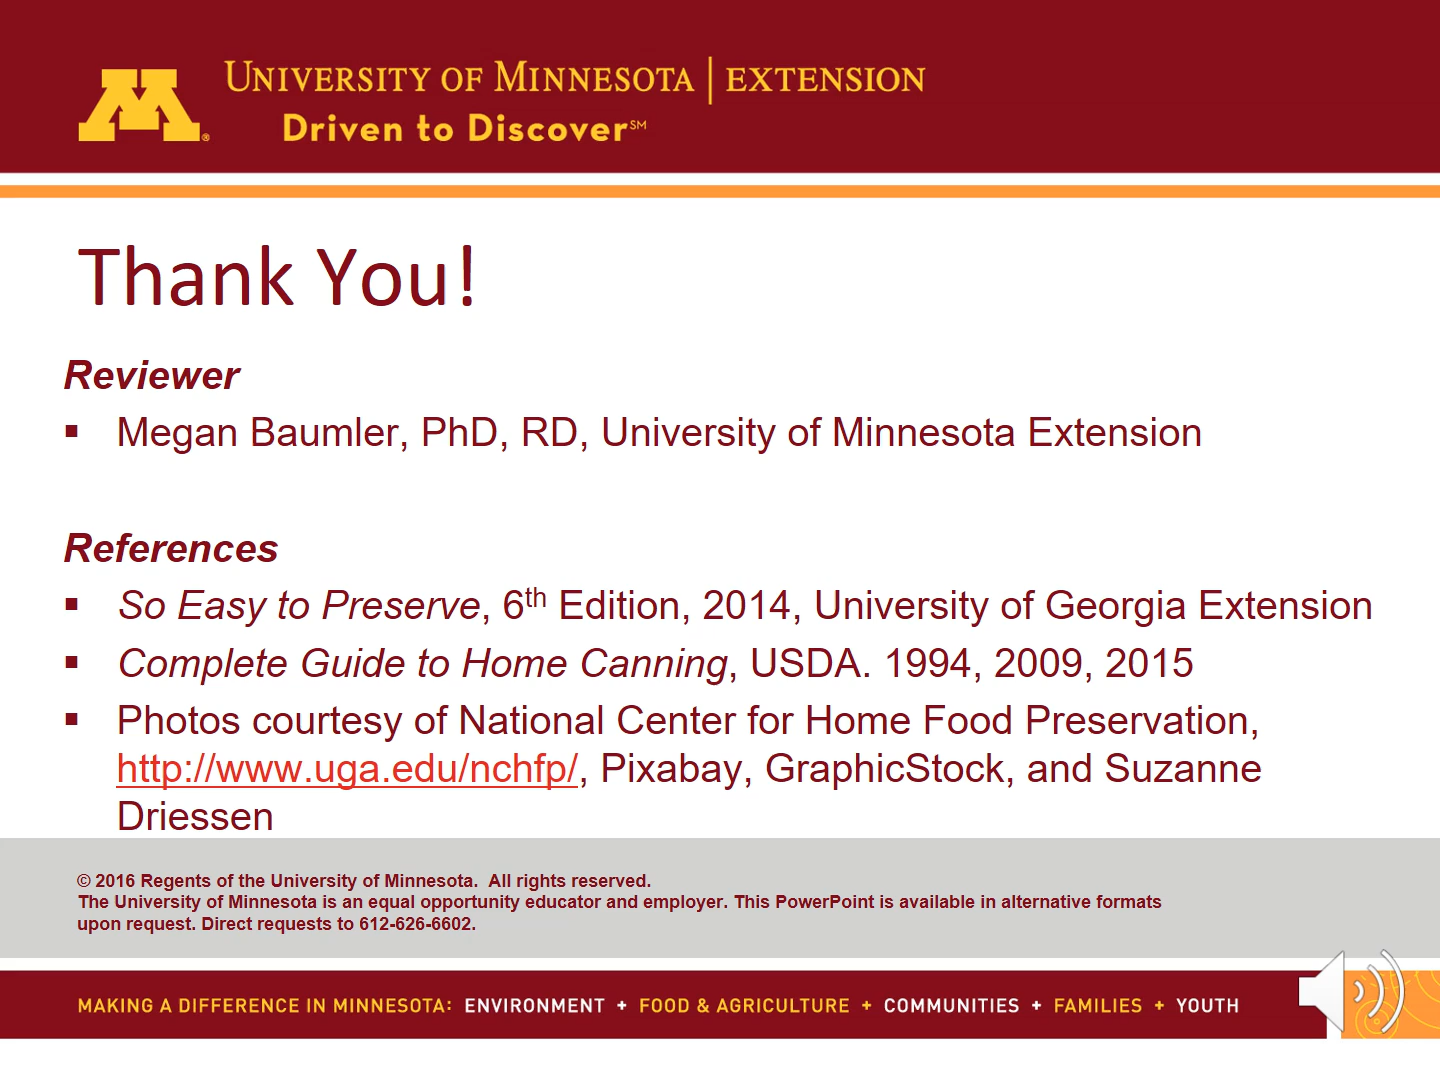 UNIVERSITY OF MINNESOTA | EXTENSION
Driven to Discover℠
Thank You!
Reviewer
▪ Megan Baumler, PhD, RD, University of Minnesota Extension
References
▪ So Easy to Preserve, 6th Edition, 2014, University of Georgia Extension
▪ Complete Guide to Home Canning, USDA. 1994, 2009, 2015
▪ Photos courtesy of National Center for Home Food Preservation,
http://www.uga.edu/nchfp/, Pixabay, GraphicStock, and Suzanne
Driessen
© 2016 Regents of the University of Minnesota.  All rights reserved.
The University of Minnesota is an equal opportunity educator and employer. This PowerPoint is available in alternative formats
upon request. Direct requests to 612-626-6602.
MAKING A DIFFERENCE IN MINNESOTA: ENVIRONMENT + FOOD & AGRICULTURE + COMMUNITIES + FAMILIES + YOUTH